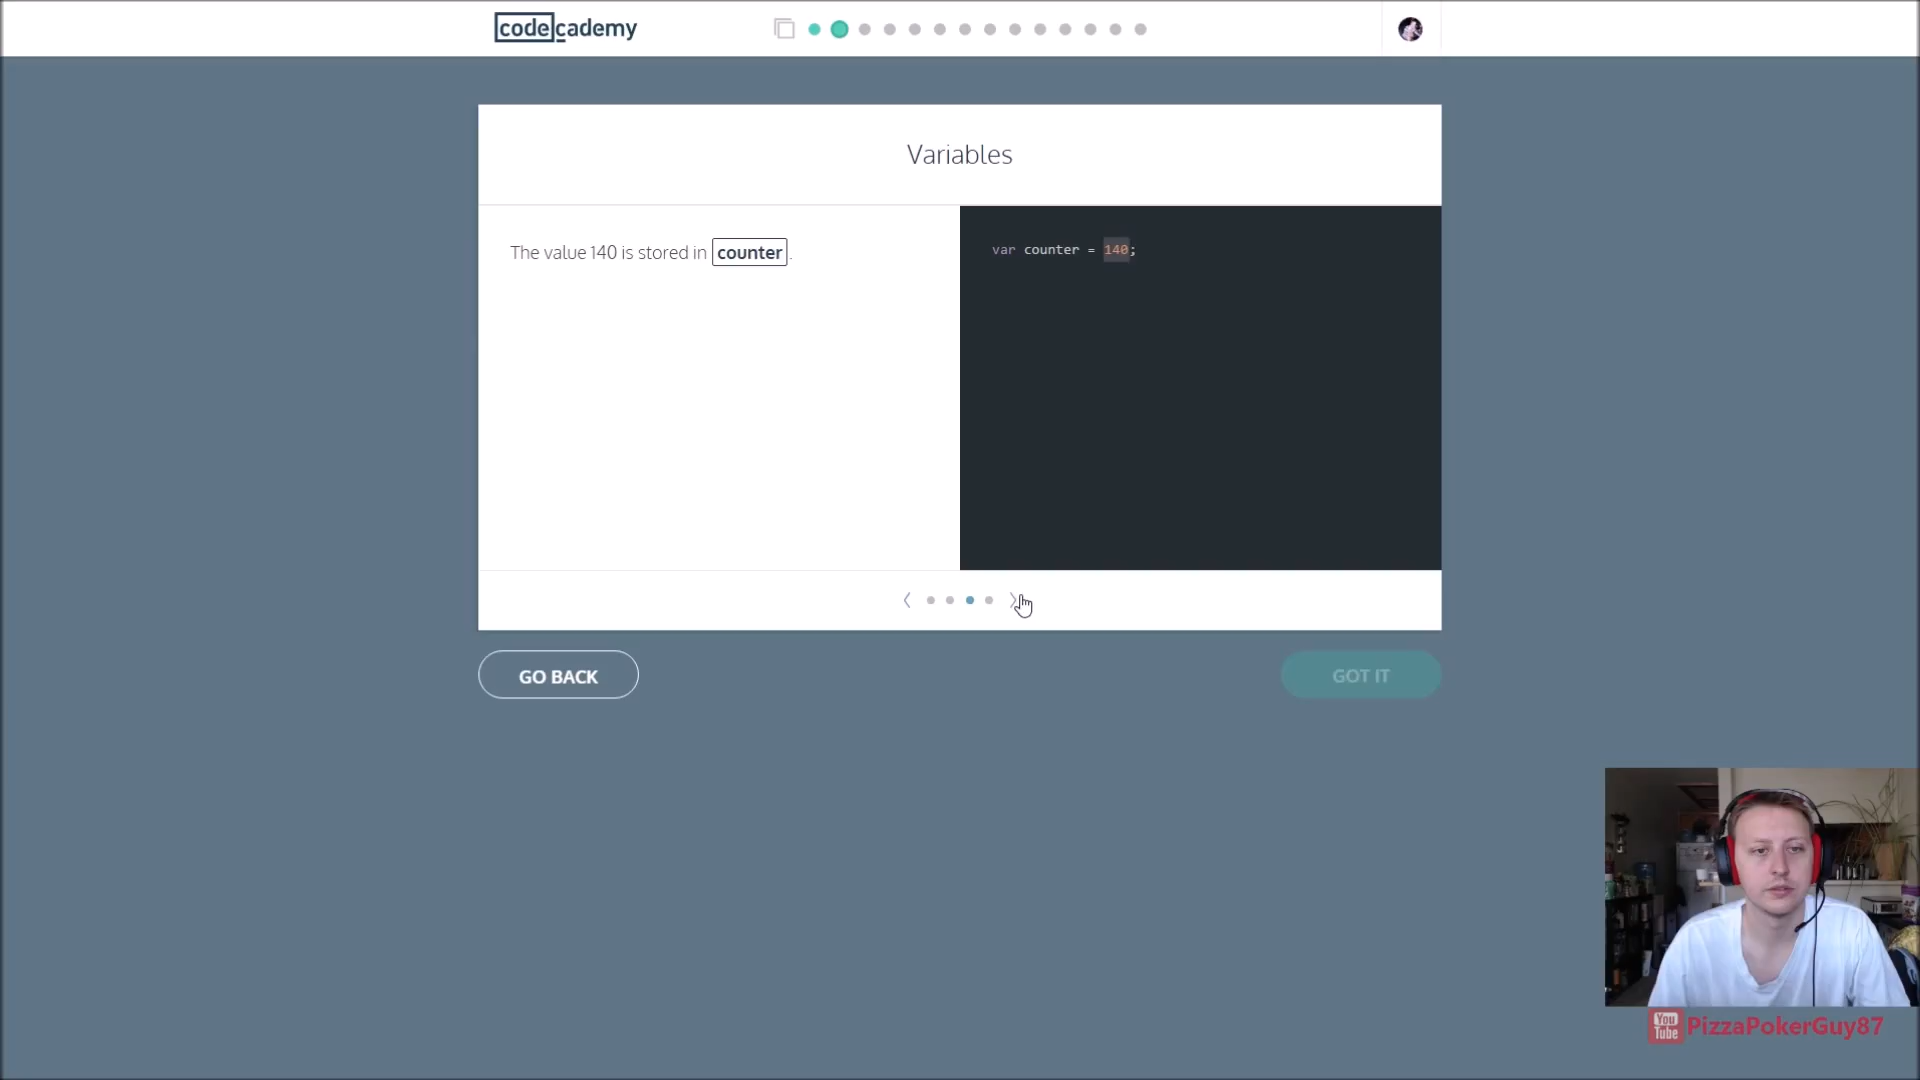 codecademy
Variables
The value 140 is stored in counter.
var counter = 140;
GO BACK
GOT IT
You Tube PizzaPokerGuy87